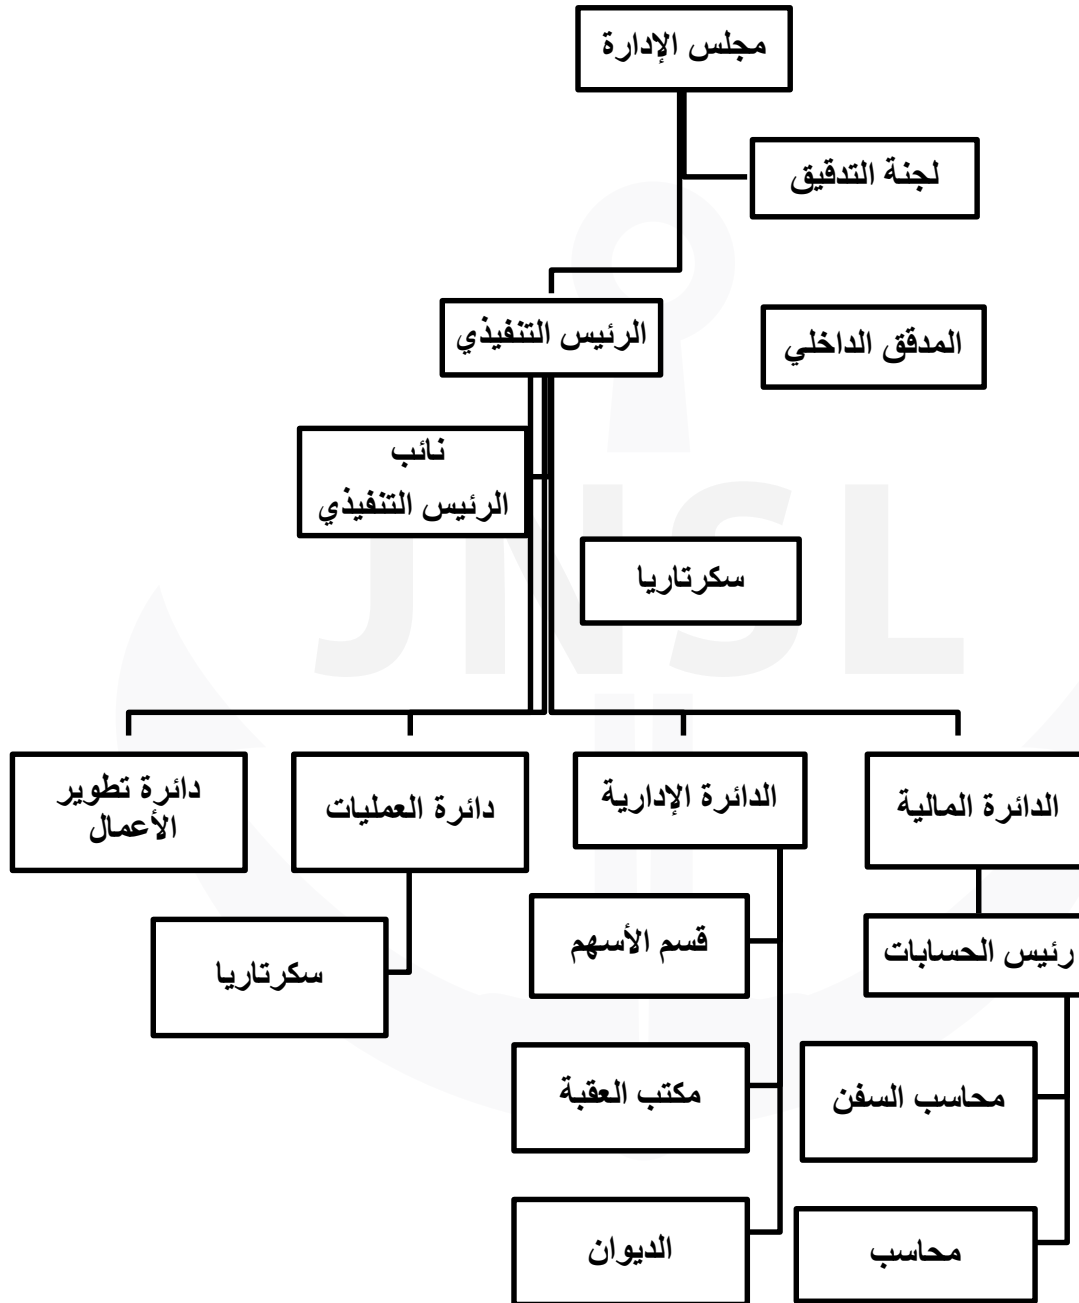 مجلس الإدارة
لجنة التدقيق
المدقق الداخلي
الرئيس التنفيذي
نائب
الرئيس التنفيذي
سكرتاريا
JNSL
الدائرة المالية
الدائرة الإدارية
دائرة العمليات
دائرة تطوير
الأعمال
رئيس الحسابات
قسم الأسهم
سكرتاريا
محاسب السفن
مكتب العقبة
محاسب
الديوان